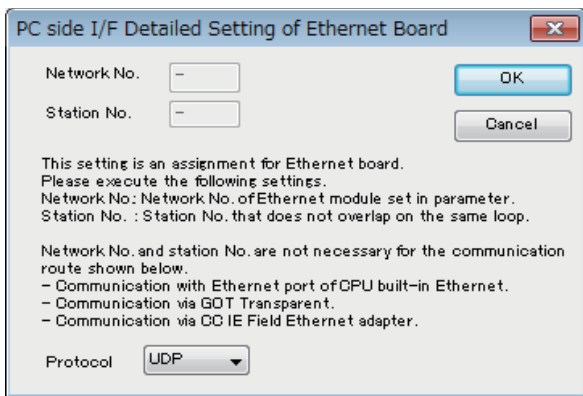 PC side I/F Detailed Setting of Ethernet Board
Network No. -
OK
Station No. -
Cancel
This setting is an assignment for Ethernet board.
Please execute the following settings.
Network No.: Network No. of Ethernet module set in parameter.
Station No. : Station No. that does not overlap on the same loop.
Network No. and station No. are not necessary for the communication
route shown below.
- Communication with Ethernet port of CPU built-in Ethernet.
- Communication via GOT Transparent.
- Communication via CC IE Field Ethernet adapter.
Protocol UDP